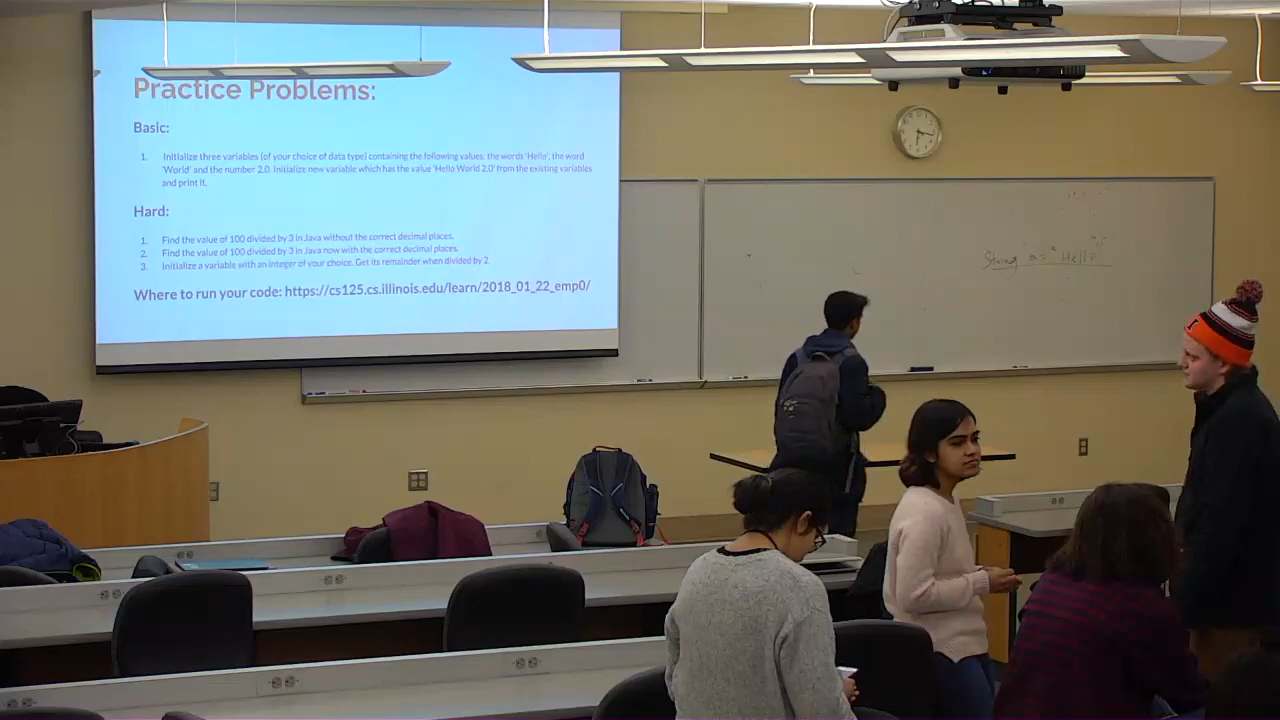 Practice Problems:
Basic:
1. Initialize three variables (of your choice of data type) containing the following values: the words 'Hello', the word
'World' and the number 2.0. Initialize new variable which has the value 'Hello World 2.0' from the existing variables
and print it.
Hard:
1. Find the value of 100 divided by 3 in Java without the correct decimal places.
2. Find the value of 100 divided by 3 in Java now with the correct decimal places.
3. Initialize a variable with an integer of your choice. Get its remainder when divided by 2.
Where to run your code: https://cs125.cs.illinois.edu/learn/2018_01_22_emp0/
String a = "Hello"
I